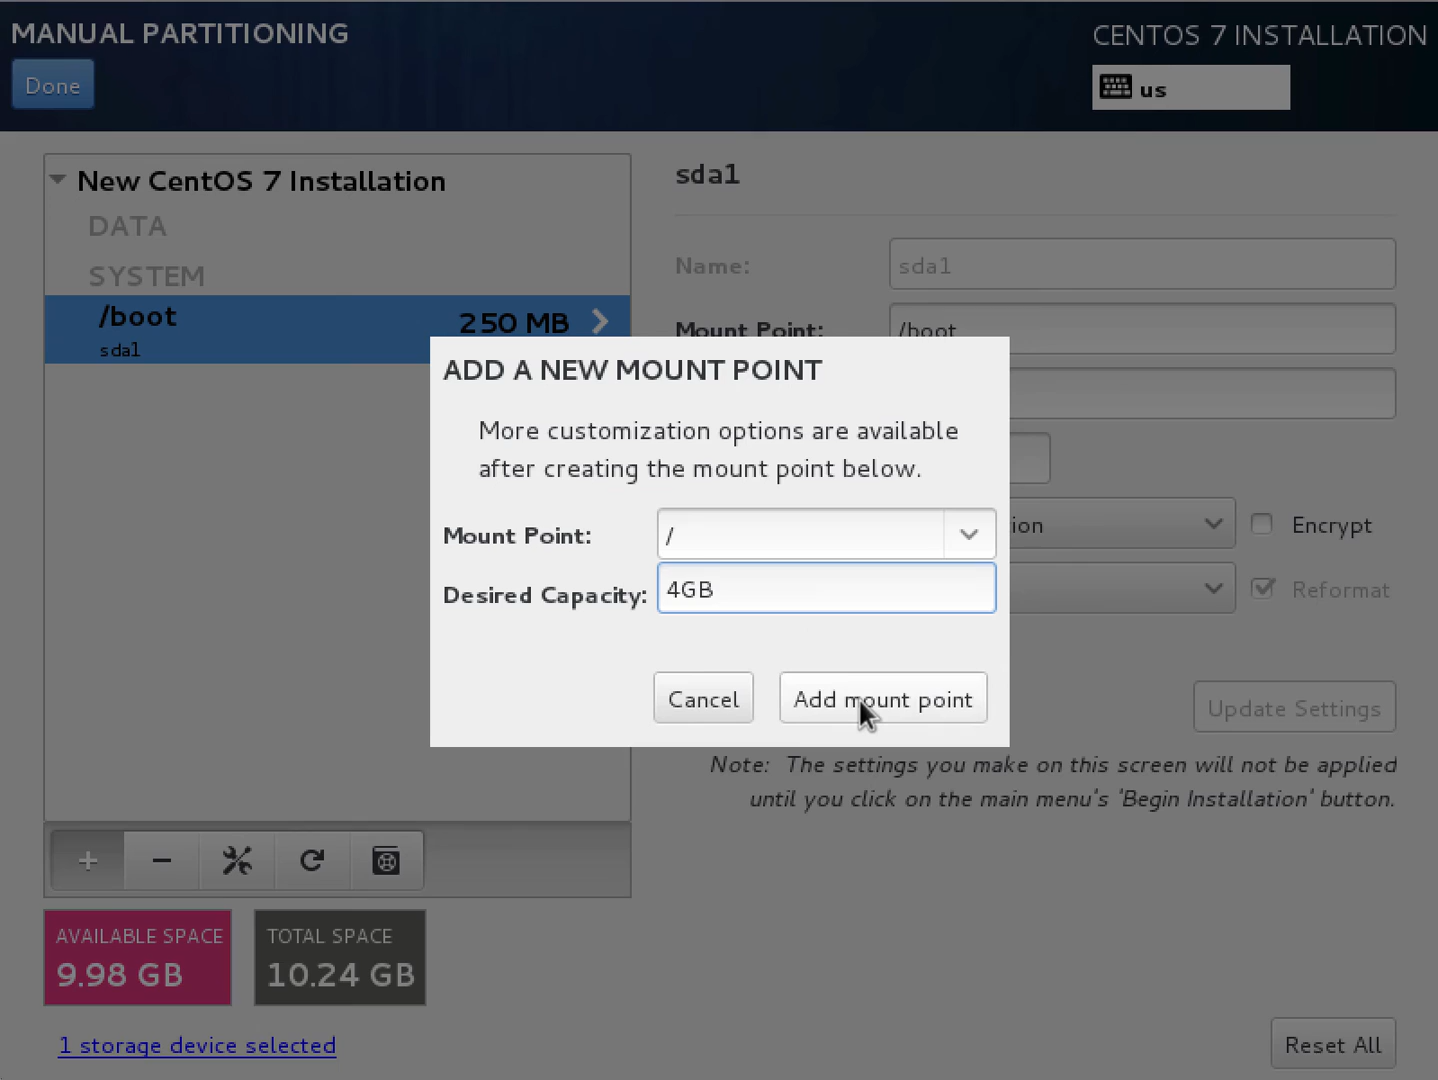 MANUAL PARTITIONING
CENTOS 7 INSTALLATION
Done
us
New CentOS 7 Installation
DATA
SYSTEM
/boot
250 MB
sda1
sda1
Name:
sda1
Mount Point:
/boot
ADD A NEW MOUNT POINT
More customization options are available
after creating the mount point below.
Mount Point:
/
Desired Capacity:
4GB
Cancel
Add mount point
Encrypt
Reformat
Update Settings
Note: The settings you make on this screen will not be applied
until you click on the main menu's 'Begin Installation' button.
AVAILABLE SPACE
9.98 GB
TOTAL SPACE
10.24 GB
1 storage device selected
Reset All